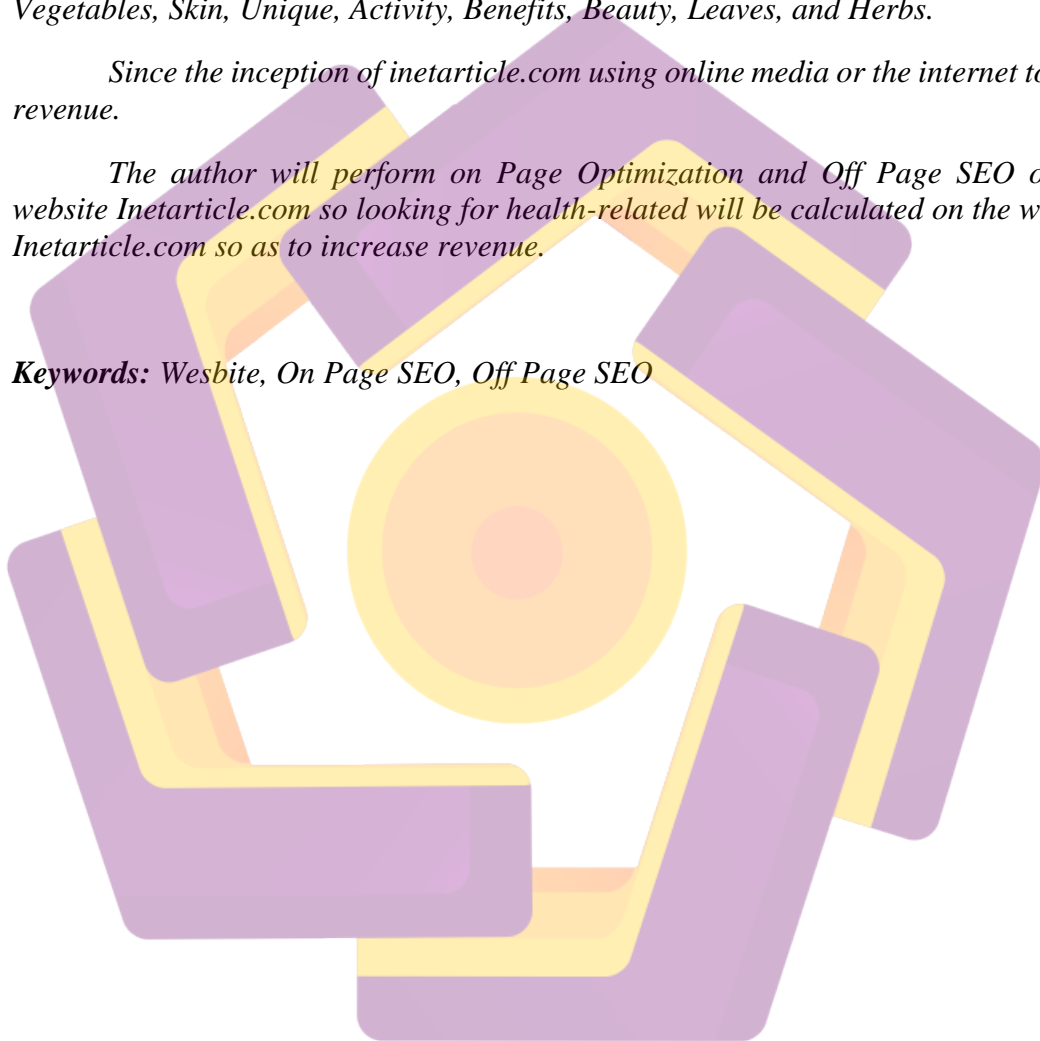 Vegetables, Skin, Unique, Activity, Benefits, Beauty, Leaves, and Herbs.
Since the inception of inetarticle.com using online media or the internet to
revenue.
The author will perform on Page Optimization and Off Page SEO
website Inetarticle.com so looking for health-related will be calculated on the
Inetarticle.com so as to increase revenue.
Keywords: Wesbite, On Page SEO, Off Page SEO